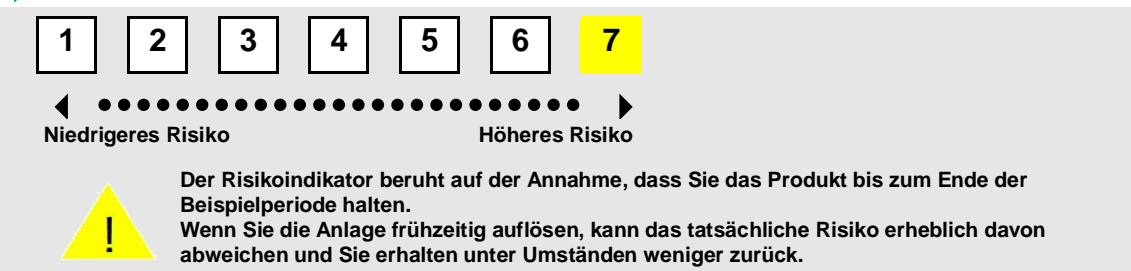 1 2 3 4 5 6 7
Niedrigeres Risiko Höheres Risiko
Der Risikoindikator beruht auf der Annahme, dass Sie das Produkt bis zum Ende der
Beispielperiode halten.
Wenn Sie die Anlage frühzeitig auflösen, kann das tatsächliche Risiko erheblich davon
abweichen und Sie erhalten unter Umständen weniger zurück.
!